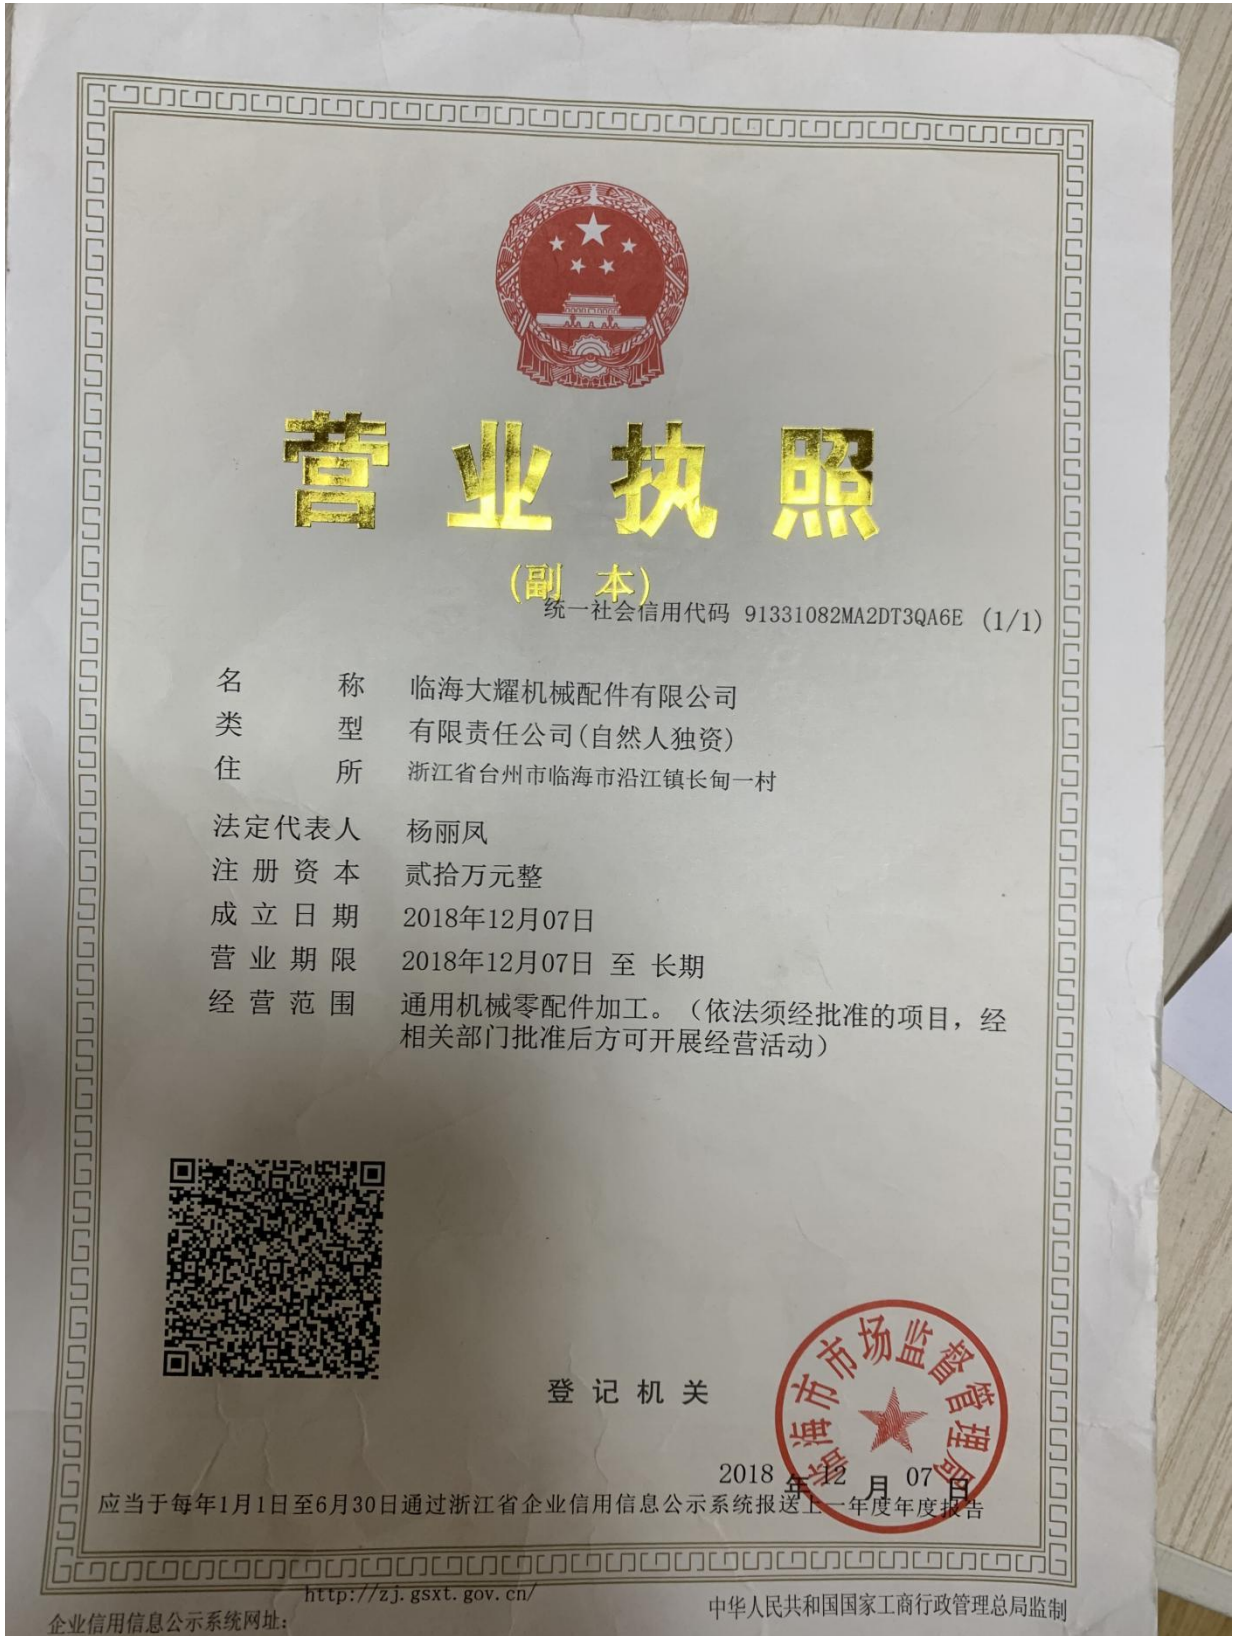 营业执照
(副 本)
统一社会信用代码 91331082MA2DT3QA6E (1/1)
名 称 临海大耀机械配件有限公司
类 型 有限责任公司(自然人独资)
住 所 浙江省台州市临海市沿江镇长甸一村
法定代表人 杨丽凤
注册资本 贰拾万元整
成立日期 2018年12月07日
营业期限 2018年12月07日 至 长期
经营范围 通用机械零配件加工。（依法须经批准的项目，经
相关部门批准后方可开展经营活动）
登记机关
临海市市场监督管理局
2018 年 12 月 07 日
应当于每年1月1日至6月30日通过浙江省企业信用信息公示系统报送上一年度年度报告
http://zj.gsxt.gov.cn/
企业信用信息公示系统网址:
中华人民共和国国家工商行政管理总局监制